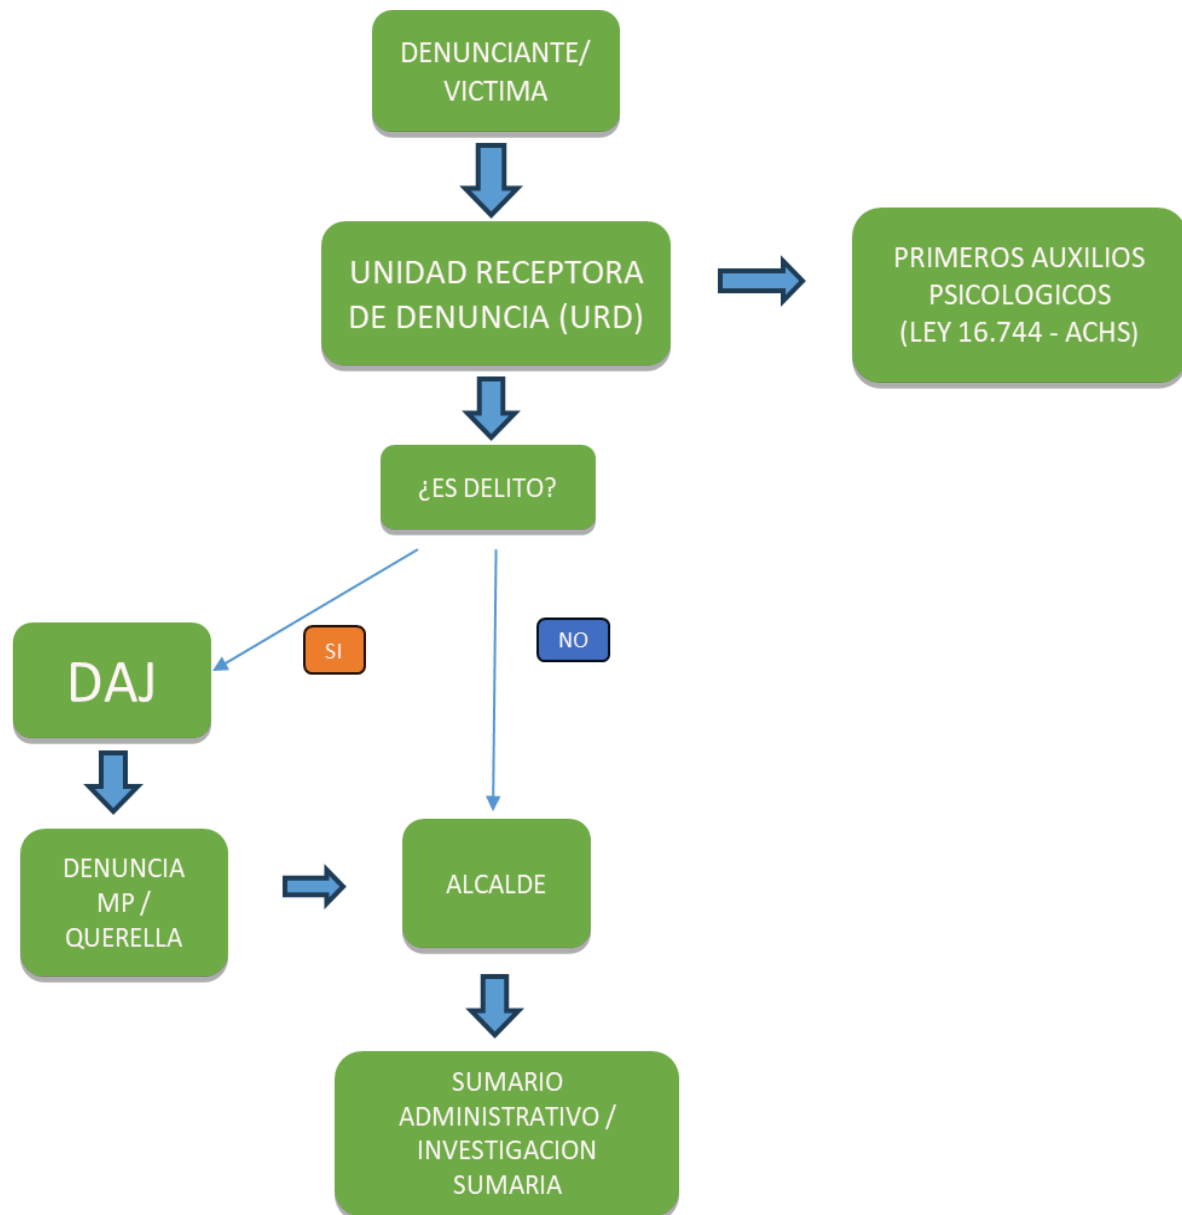 DENUNCIANTE/
VICTIMA
UNIDAD RECEPTORA
DE DENUNCIA (URD)
PRIMEROS AUXILIOS
PSICOLOGICOS
(LEY 16.744 - ACHS)
¿ES DELITO?
SI
NO
DAJ
DENUNCIA
MP /
QUERELLA
ALCALDE
SUMARIO
ADMINISTRATIVO /
INVESTIGACION
SUMARIA